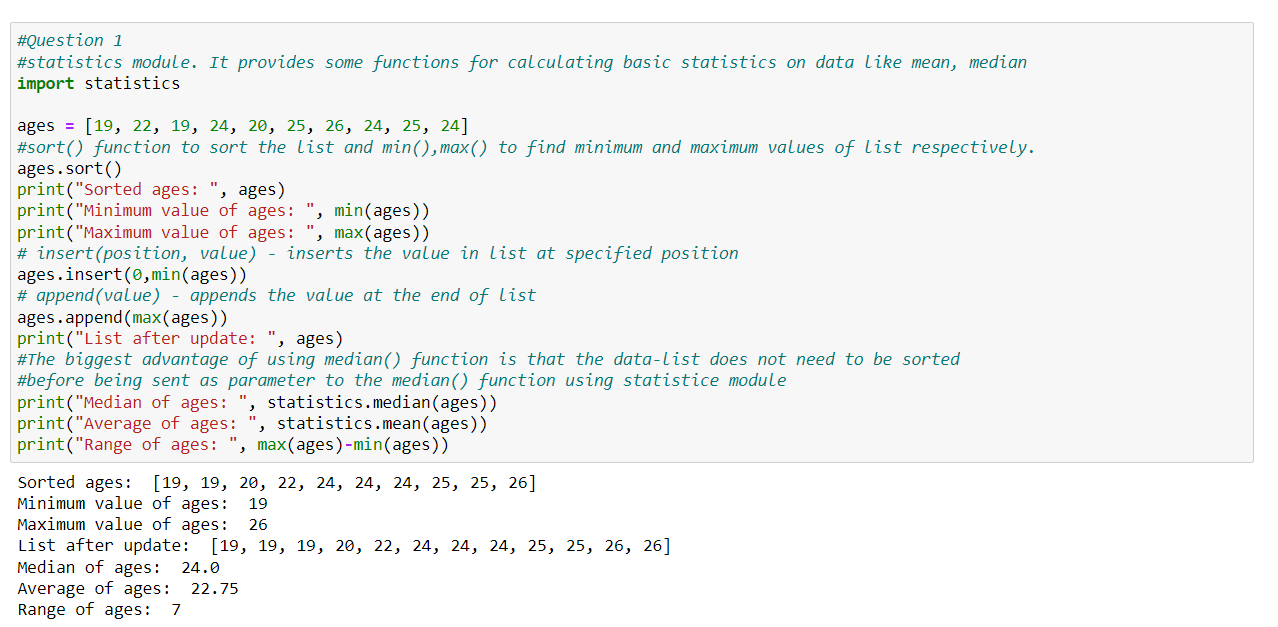 #Question 1
#statistics module. It provides some functions for calculating basic statistics on data like mean, median
import statistics
ages = [19, 22, 19, 24, 20, 25, 26, 24, 25, 24]
#sort() function to sort the list and min(),max() to find minimum and maximum values of list respectively.
ages.sort()
print("Sorted ages: ", ages)
print("Minimum value of ages: ", min(ages))
print("Maximum value of ages: ", max(ages))
# insert(position, value) - inserts the value in list at specified position
ages.insert(0,min(ages))
# append(value) - appends the value at the end of list
ages.append(max(ages))
print("List after update: ", ages)
#The biggest advantage of using median() function is that the data-list does not need to be sorted
#before being sent as parameter to the median() function using statistice module
print("Median of ages: ", statistics.median(ages))
print("Average of ages: ", statistics.mean(ages))
print("Range of ages: ", max(ages)-min(ages))
Sorted ages:  [19, 19, 20, 22, 24, 24, 24, 25, 25, 26]
Minimum value of ages:  19
Maximum value of ages:  26
List after update:  [19, 19, 19, 20, 22, 24, 24, 24, 25, 25, 26, 26]
Median of ages:  24.0
Average of ages:  22.75
Range of ages:  7